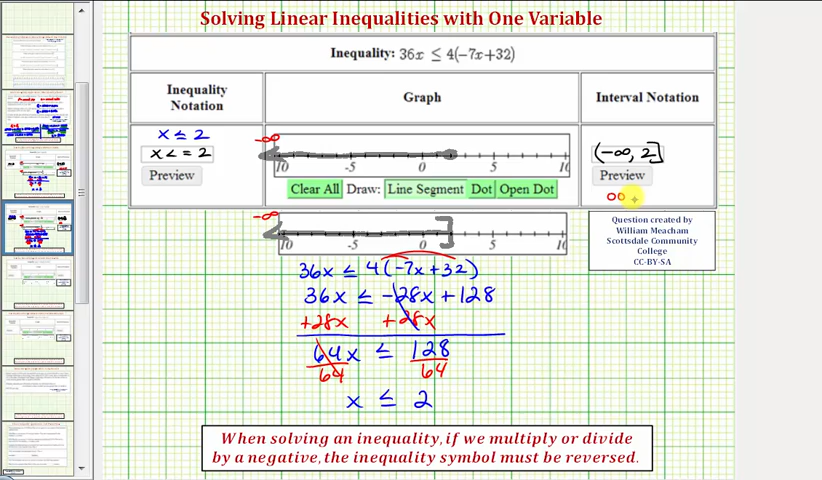 Solving Linear Inequalities with One Variable
Inequality: 36x ≤ 4(−7x+32)
Inequality Notation
Graph
Interval Notation
x ≤ 2
x <= 2
Preview
-∞
-10 -5 0 5 10
Clear All Draw: Line Segment Dot Open Dot
(-∞, 2]
Preview
∞
-∞
-10 -5 0 5 10
Question created by
William Meacham
Scottsdale Community
College
CC-BY-SA
36x ≤ 4(-7x+32)
36x ≤ -28x + 128
+28x +28x
64x ≤ 128
64 64
x ≤ 2
When solving an inequality, if we multiply or divide
by a negative, the inequality symbol must be reversed.